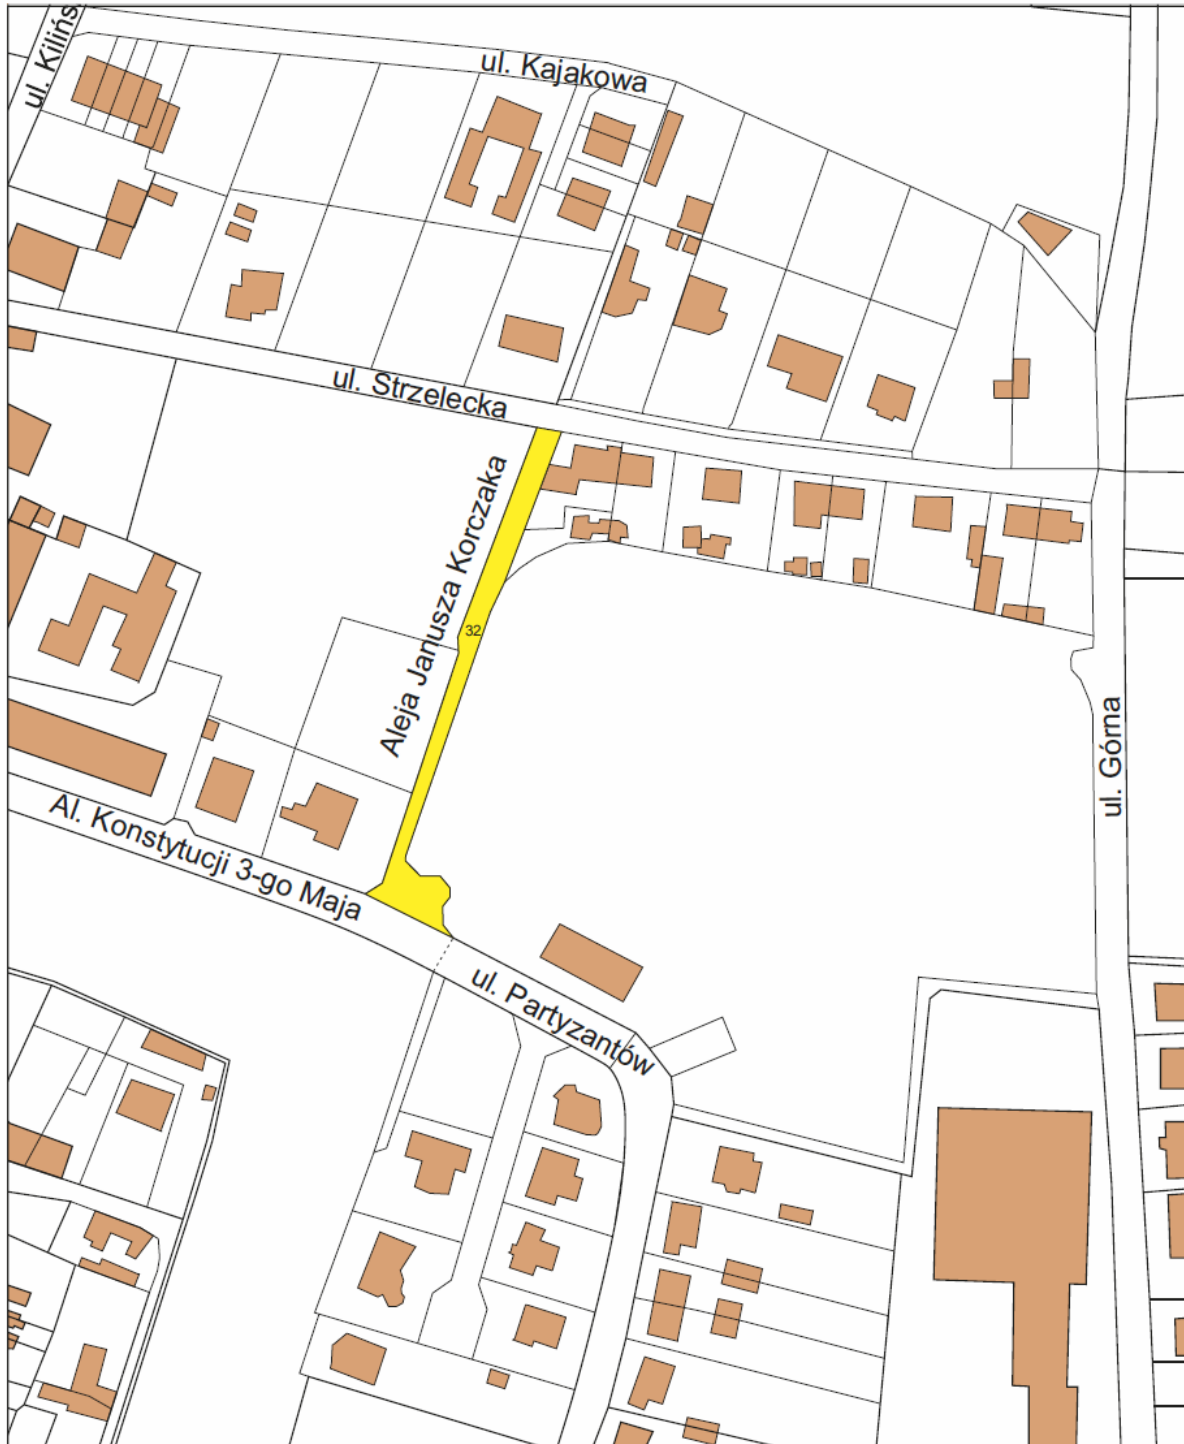 ul. Kilińs
ul. Kajakowa
ul. Strzelecka
Aleja Janusza Korczaka
32
ul. Górna
Al. Konstytucji 3-go Maja
ul. Partyzantów